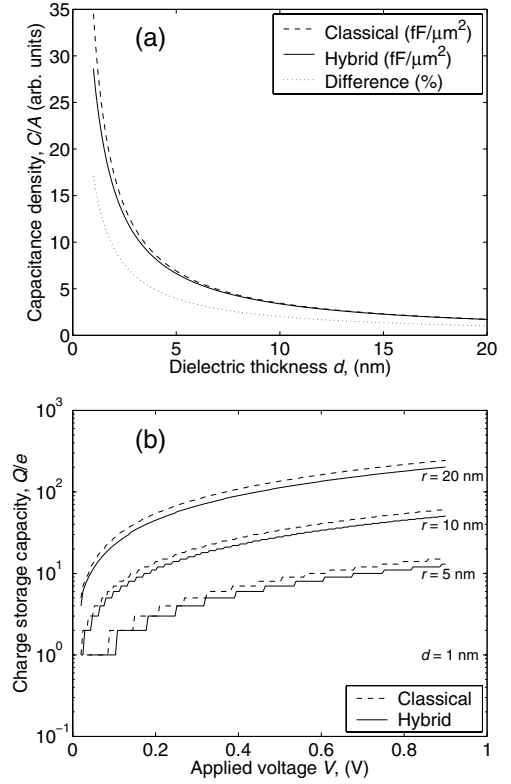 (a)
Classical (fF/μm²)
Hybrid (fF/μm²)
Difference (%)
Capacitance density, C/A (arb. units)
35
30
25
20
15
10
5
0
0 5 10 15 20
Dielectric thickness d, (nm)
(b)
Charge storage capacity, Q/e
10³
10²
10¹
10⁰
10⁻¹
r = 20 nm
r = 10 nm
r = 5 nm
d = 1 nm
Classical
Hybrid
0 0.2 0.4 0.6 0.8 1
Applied voltage V, (V)